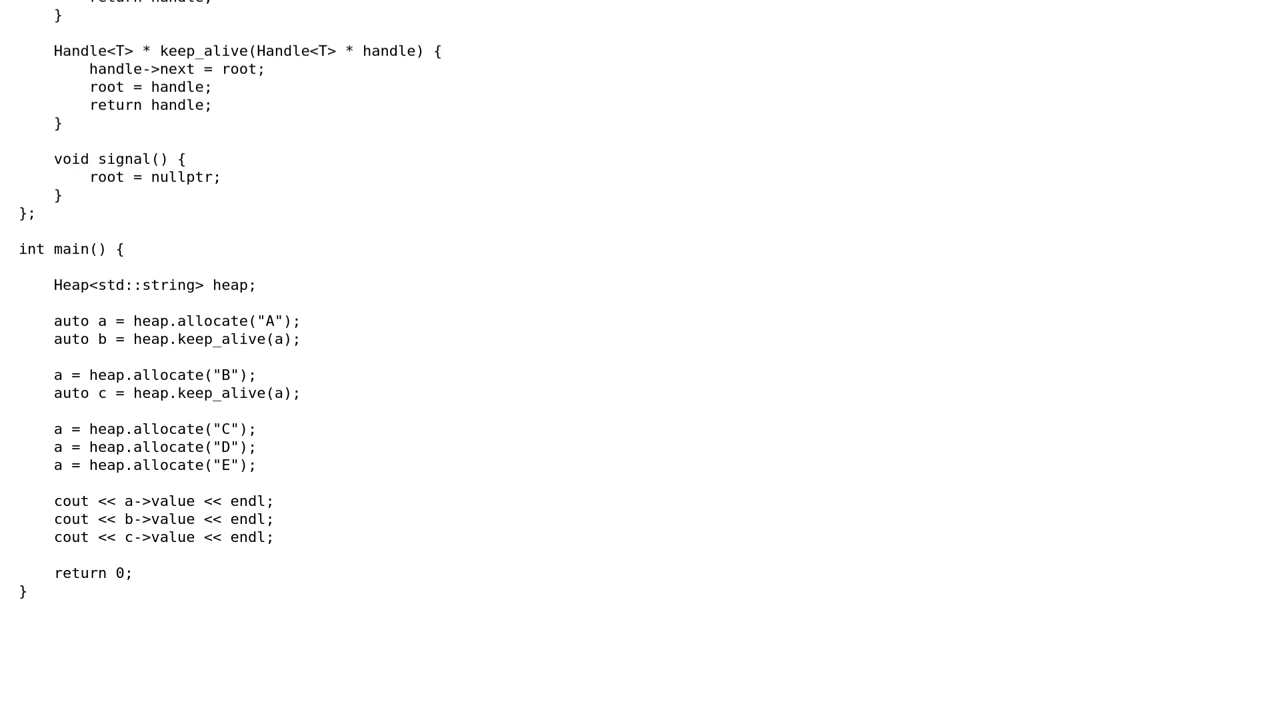 }

    Handle<T> * keep_alive(Handle<T> * handle) {
        handle->next = root;
        root = handle;
        return handle;
    }

    void signal() {
        root = nullptr;
    }
};

int main() {

    Heap<std::string> heap;

    auto a = heap.allocate("A");
    auto b = heap.keep_alive(a);

    a = heap.allocate("B");
    auto c = heap.keep_alive(a);

    a = heap.allocate("C");
    a = heap.allocate("D");
    a = heap.allocate("E");

    cout << a->value << endl;
    cout << b->value << endl;
    cout << c->value << endl;

    return 0;
}